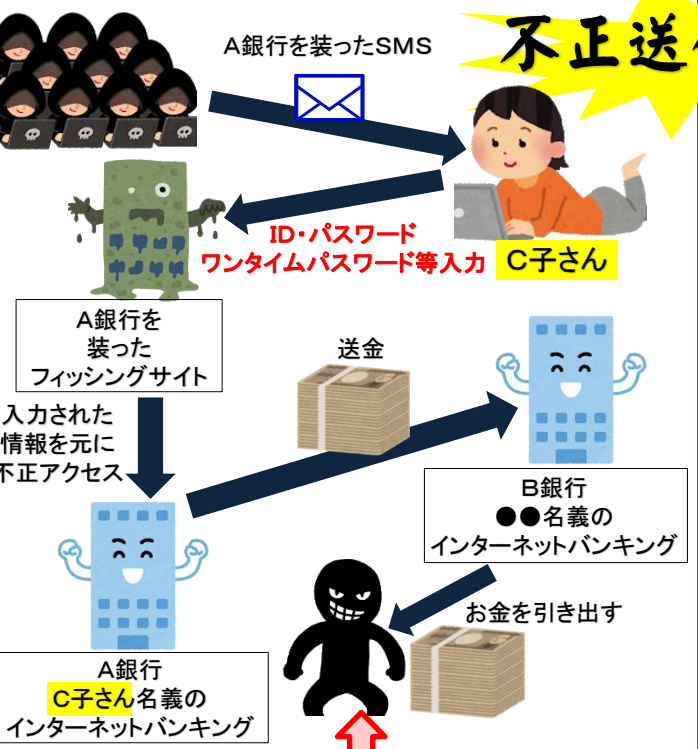 不正送
A銀行を装ったSMS
ID・パスワード
ワンタイムパスワード等入力
C子さん
A銀行を
装った
フィッシングサイト
送金
入力された
情報を元に
不正アクセス
B銀行
●●名義の
インターネットバンキング
お金を引き出す
A銀行
C子さん名義の
インターネットバンキング